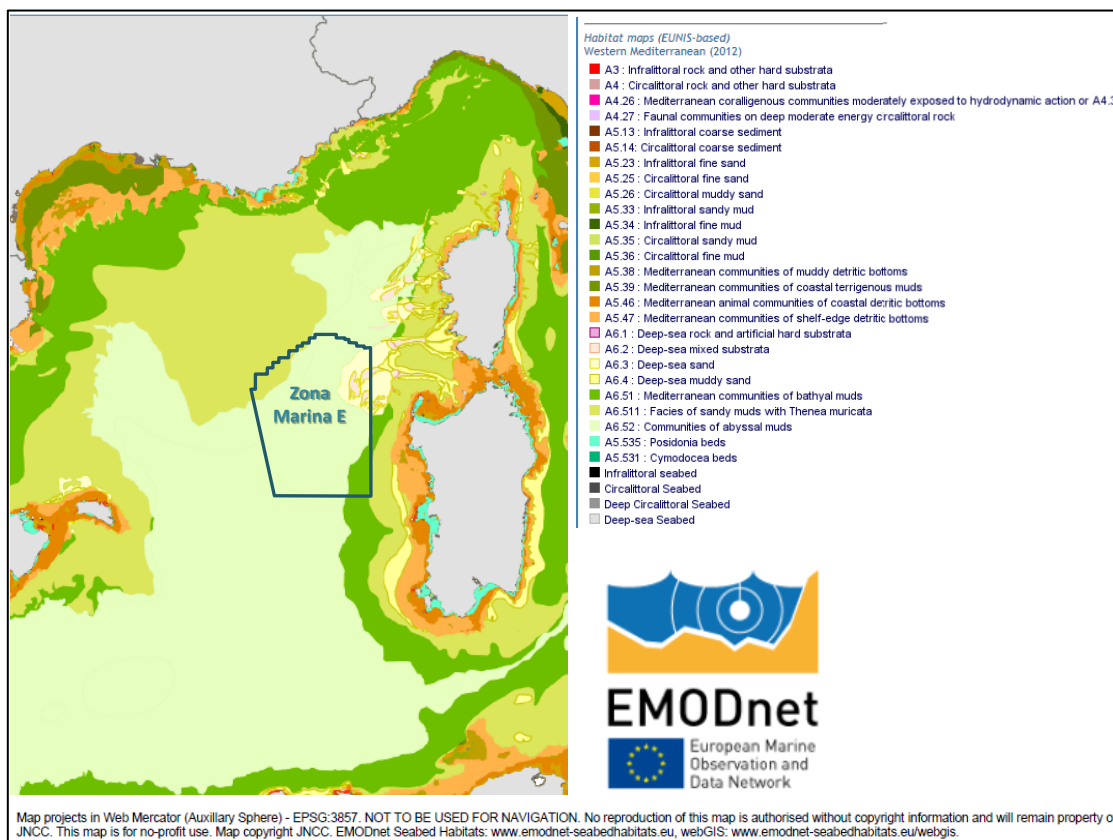 Habitat maps (EUNIS-based)
Western Mediterranean (2012)
A3 : Infralittoral rock and other hard substrata
A4 : Circalittoral rock and other hard substrata
A4.26 : Mediterranean coralligenous communities moderately exposed to hydrodynamic action or A4.3
A4.27 : Faunal communities on deep moderate energy circalittoral rock
A5.13 : Infralittoral coarse sediment
A5.14: Circalittoral coarse sediment
A5.23 : Infralittoral fine sand
A5.25 : Circalittoral fine sand
A5.26 : Circalittoral muddy sand
A5.33 : Infralittoral sandy mud
A5.34 : Infralittoral fine mud
A5.35 : Circalittoral sandy mud
A5.36 : Circalittoral fine mud
A5.38 : Mediterranean communities of muddy detritic bottoms
A5.39 : Mediterranean communities of coastal terrigenous muds
A5.46 : Mediterranean animal communities of coastal detritic bottoms
A5.47 : Mediterranean communities of shelf-edge detritic bottoms
A6.1 : Deep-sea rock and artificial hard substrata
A6.2 : Deep-sea mixed substrata
A6.3 : Deep-sea sand
A6.4 : Deep-sea muddy sand
A6.51 : Mediterranean communities of bathyal muds
A6.511 : Facies of sandy muds with Thenea muricata
A6.52 : Communities of abyssal muds
A5.535 : Posidonia beds
A5.531 : Cymodocea beds
Infralittoral seabed
Circalittoral Seabed
Deep Circalittoral Seabed
Deep-sea Seabed
Zona
Marina E
EMODnet
European Marine
Observation and
Data Network
Map projects in Web Mercator (Auxillary Sphere) - EPSG:3857. NOT TO BE USED FOR NAVIGATION. No reproduction of this map is authorised without copyright information and will remain property o
JNCC. This map is for no-profit use. Map copyright JNCC. EMODnet Seabed Habitats: www.emodnet-seabedhabitats.eu, webGIS: www.emodnet-seabedhabitats.eu/webgis.